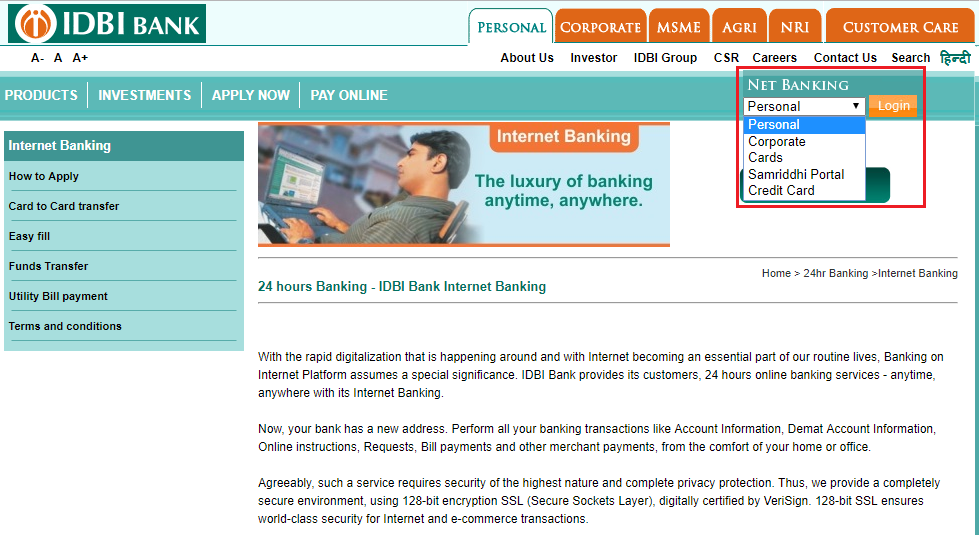 IDBI BANK
PERSONAL CORPORATE MSME AGRI NRI CUSTOMER CARE
A- A A+ About Us Investor IDBI Group CSR Careers Contact Us Search हिन्दी
PRODUCTS INVESTMENTS APPLY NOW PAY ONLINE
NET BANKING
Personal Login
Personal
Corporate
Cards
Samriddhi Portal
Credit Card
Internet Banking
How to Apply
Card to Card transfer
Easy fill
Funds Transfer
Utility Bill payment
Terms and conditions
Internet Banking
The luxury of banking
anytime, anywhere.
Home > 24hr Banking >Internet Banking
24 hours Banking - IDBI Bank Internet Banking
With the rapid digitalization that is happening around and with Internet becoming an essential part of our routine lives, Banking on
Internet Platform assumes a special significance. IDBI Bank provides its customers, 24 hours online banking services - anytime,
anywhere with its Internet Banking.
Now, your bank has a new address. Perform all your banking transactions like Account Information, Demat Account Information,
Online instructions, Requests, Bill payments and other merchant payments, from the comfort of your home or office.
Agreeably, such a service requires security of the highest nature and complete privacy protection. Thus, we provide a completely
secure environment, using 128-bit encryption SSL (Secure Sockets Layer), digitally certified by VeriSign. 128-bit SSL ensures
world-class security for Internet and e-commerce transactions.